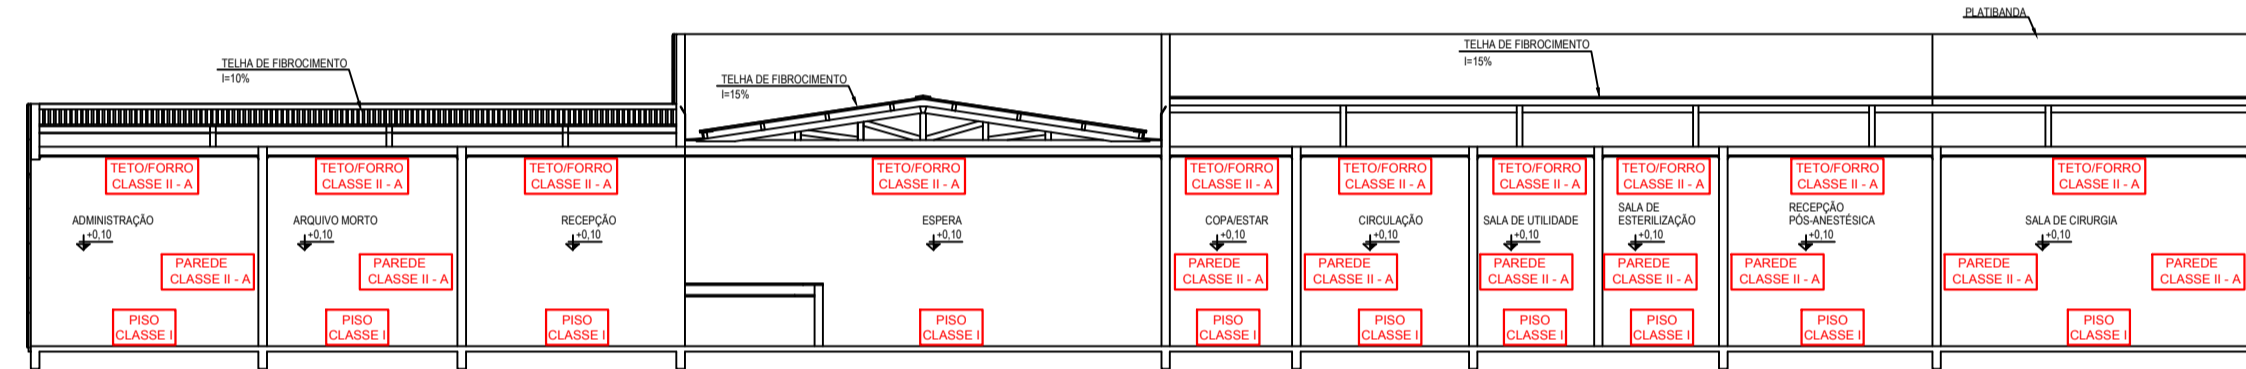 PLATIBANDA
TELHA DE FIBROCIMENTO
I=10%
TELHA DE FIBROCIMENTO
I=15%
TELHA DE FIBROCIMENTO
I=15%
TETO/FORRO
CLASSE II - A
TETO/FORRO
CLASSE II - A
TETO/FORRO
CLASSE II - A
TETO/FORRO
CLASSE II - A
TETO/FORRO
CLASSE II - A
TETO/FORRO
CLASSE II - A
TETO/FORRO
CLASSE II - A
TETO/FORRO
CLASSE II - A
TETO/FORRO
CLASSE II - A
TETO/FORRO
CLASSE II - A
ADMINISTRAÇÃO
+0,10
ARQUIVO MORTO
+0,10
RECEPÇÃO
+0,10
ESPERA
+0,10
COPA/ESTAR
+0,10
CIRCULAÇÃO
+0,10
SALA DE UTILIDADE
+0,10
SALA DE
ESTERILIZAÇÃO
+0,10
RECEPÇÃO
PÓS-ANESTÉSICA
+0,10
SALA DE CIRURGIA
+0,10
PAREDE
CLASSE II - A
PAREDE
CLASSE II - A
PAREDE
CLASSE II - A
PAREDE
CLASSE II - A
PAREDE
CLASSE II - A
PAREDE
CLASSE II - A
PAREDE
CLASSE II - A
PAREDE
CLASSE II - A
PAREDE
CLASSE II - A
PISO
CLASSE I
PISO
CLASSE I
PISO
CLASSE I
PISO
CLASSE I
PISO
CLASSE I
PISO
CLASSE I
PISO
CLASSE I
PISO
CLASSE I
PISO
CLASSE I
PISO
CLASSE I